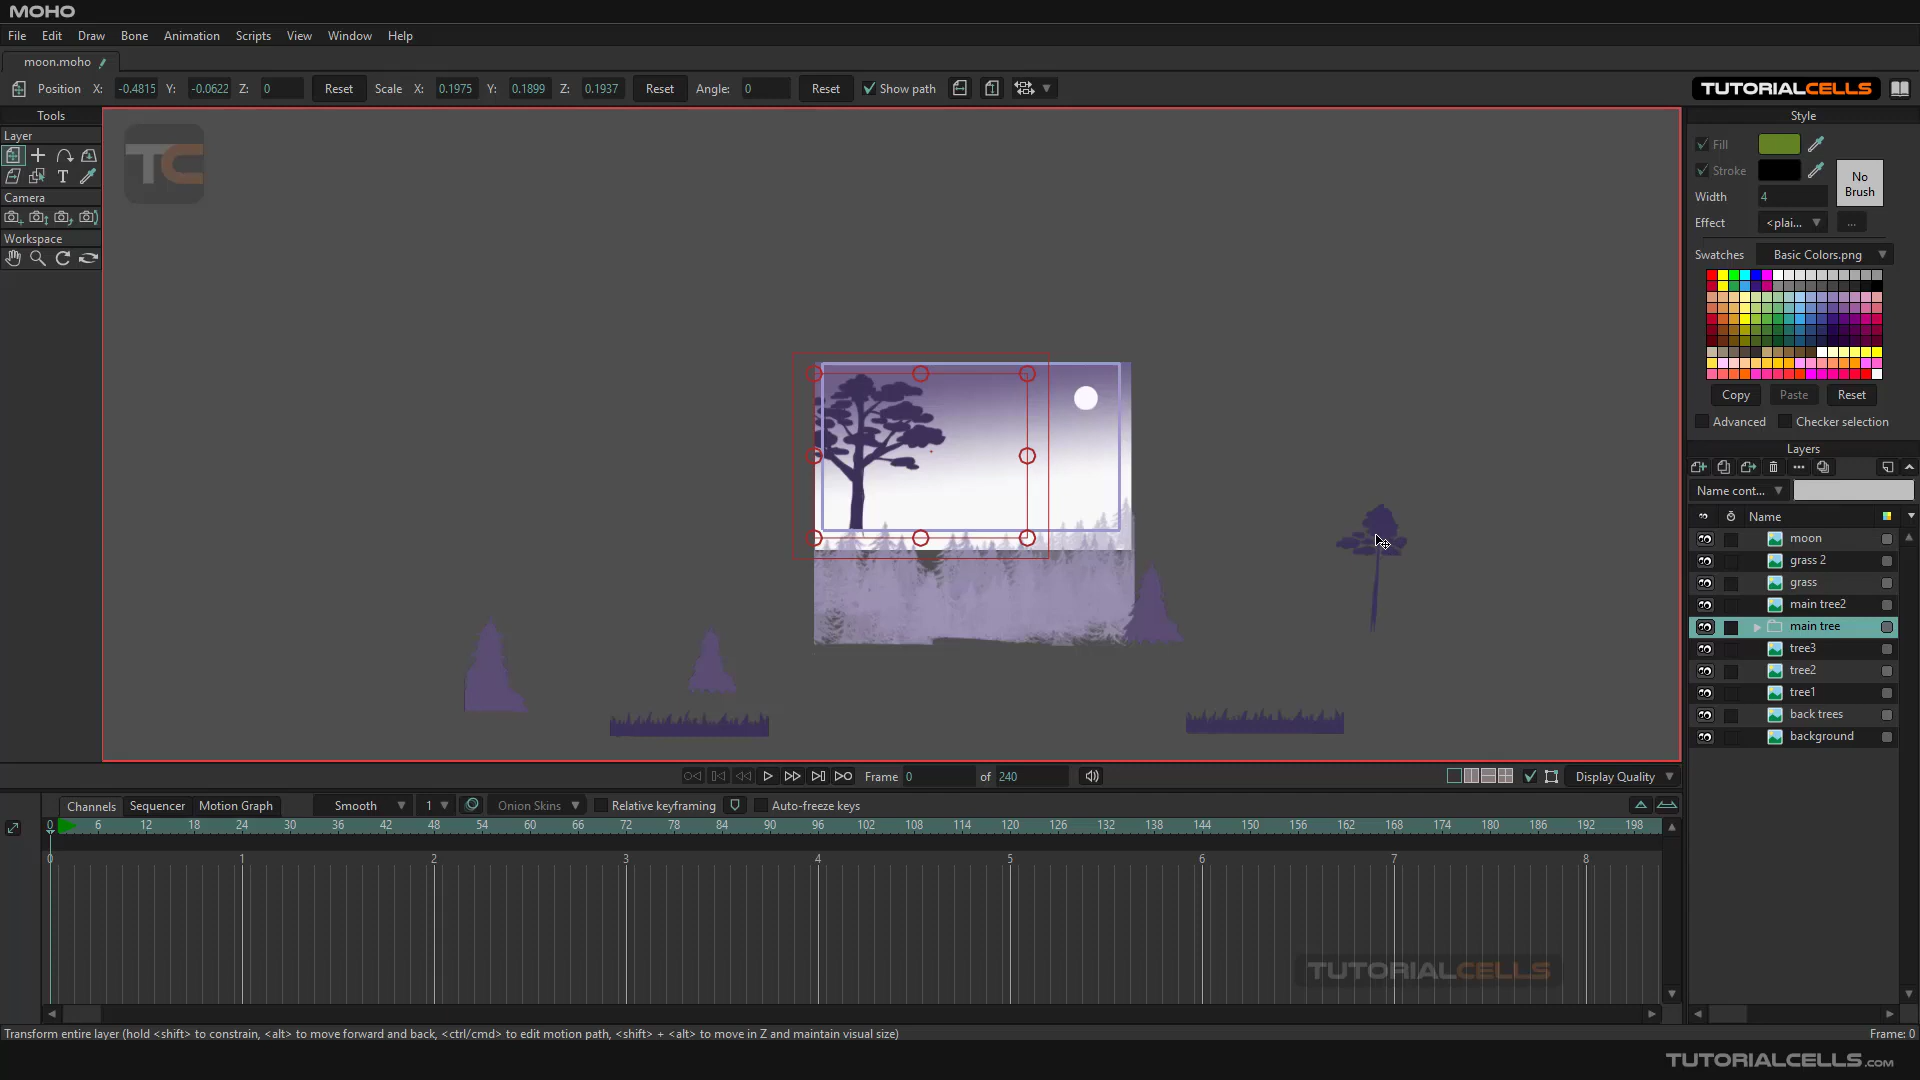 MOHO
File Edit Draw Bone Animation Scripts View Window Help
moon.moho
Position X: -0.4815 Y: -0.0622 Z: 0 Reset Scale X: 0.1975 Y: 0.1899 Z: 0.1937 Reset Angle: 0 Reset Show path
TUTORIALCELLS
Tools
Layer
T
Camera
Workspace
TC
Style
Fill
Stroke
No Brush
Width 4
Effect <plai... ...
Swatches Basic Colors.png
Copy Paste Reset
Advanced Checker selection
Layers
Name cont...
Name
moon
grass 2
grass
main tree2
main tree
tree3
tree2
tree1
back trees
background
Frame 0 of 240 Display Quality
Channels Sequencer Motion Graph Smooth 1 Onion Skins Relative keyframing Auto-freeze keys
0 6 12 18 24 30 36 42 48 54 60 66 72 78 84 90 96 102 108 114 120 126 132 138 144 150 156 162 168 174 180 186 192 198
0 1 2 3 4 5 6 7 8
TUTORIALCELLS
Transform entire layer (hold <shift> to constrain, <alt> to move forward and back, <ctrl/cmd> to edit motion path, <shift> + <alt> to move in Z and maintain visual size)
Frame: 0
TUTORIALCELLS.COM